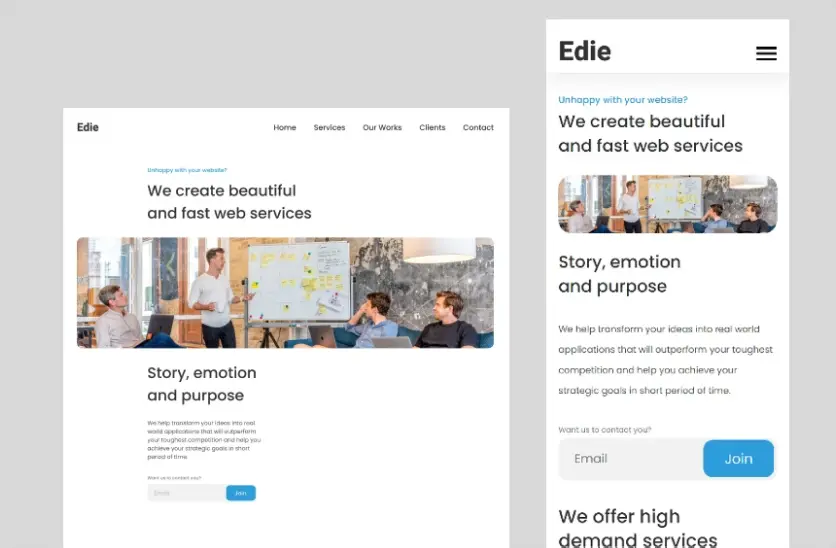 Edie
Home Services Our Works Clients Contact
Unhappy with your website?
We create beautiful
and fast web services
Story, emotion
and purpose
We help transform your ideas into real
world applications that will outperform
your toughest competition and help you
achieve your strategic goals in short
period of time.
Want us to contact you?
Email Join
Edie
Unhappy with your website?
We create beautiful
and fast web services
Story, emotion
and purpose
We help transform your ideas into real world
applications that will outperform your toughest
competition and help you achieve your
strategic goals in short period of time.
Want us to contact you?
Email Join
We offer high
demand services